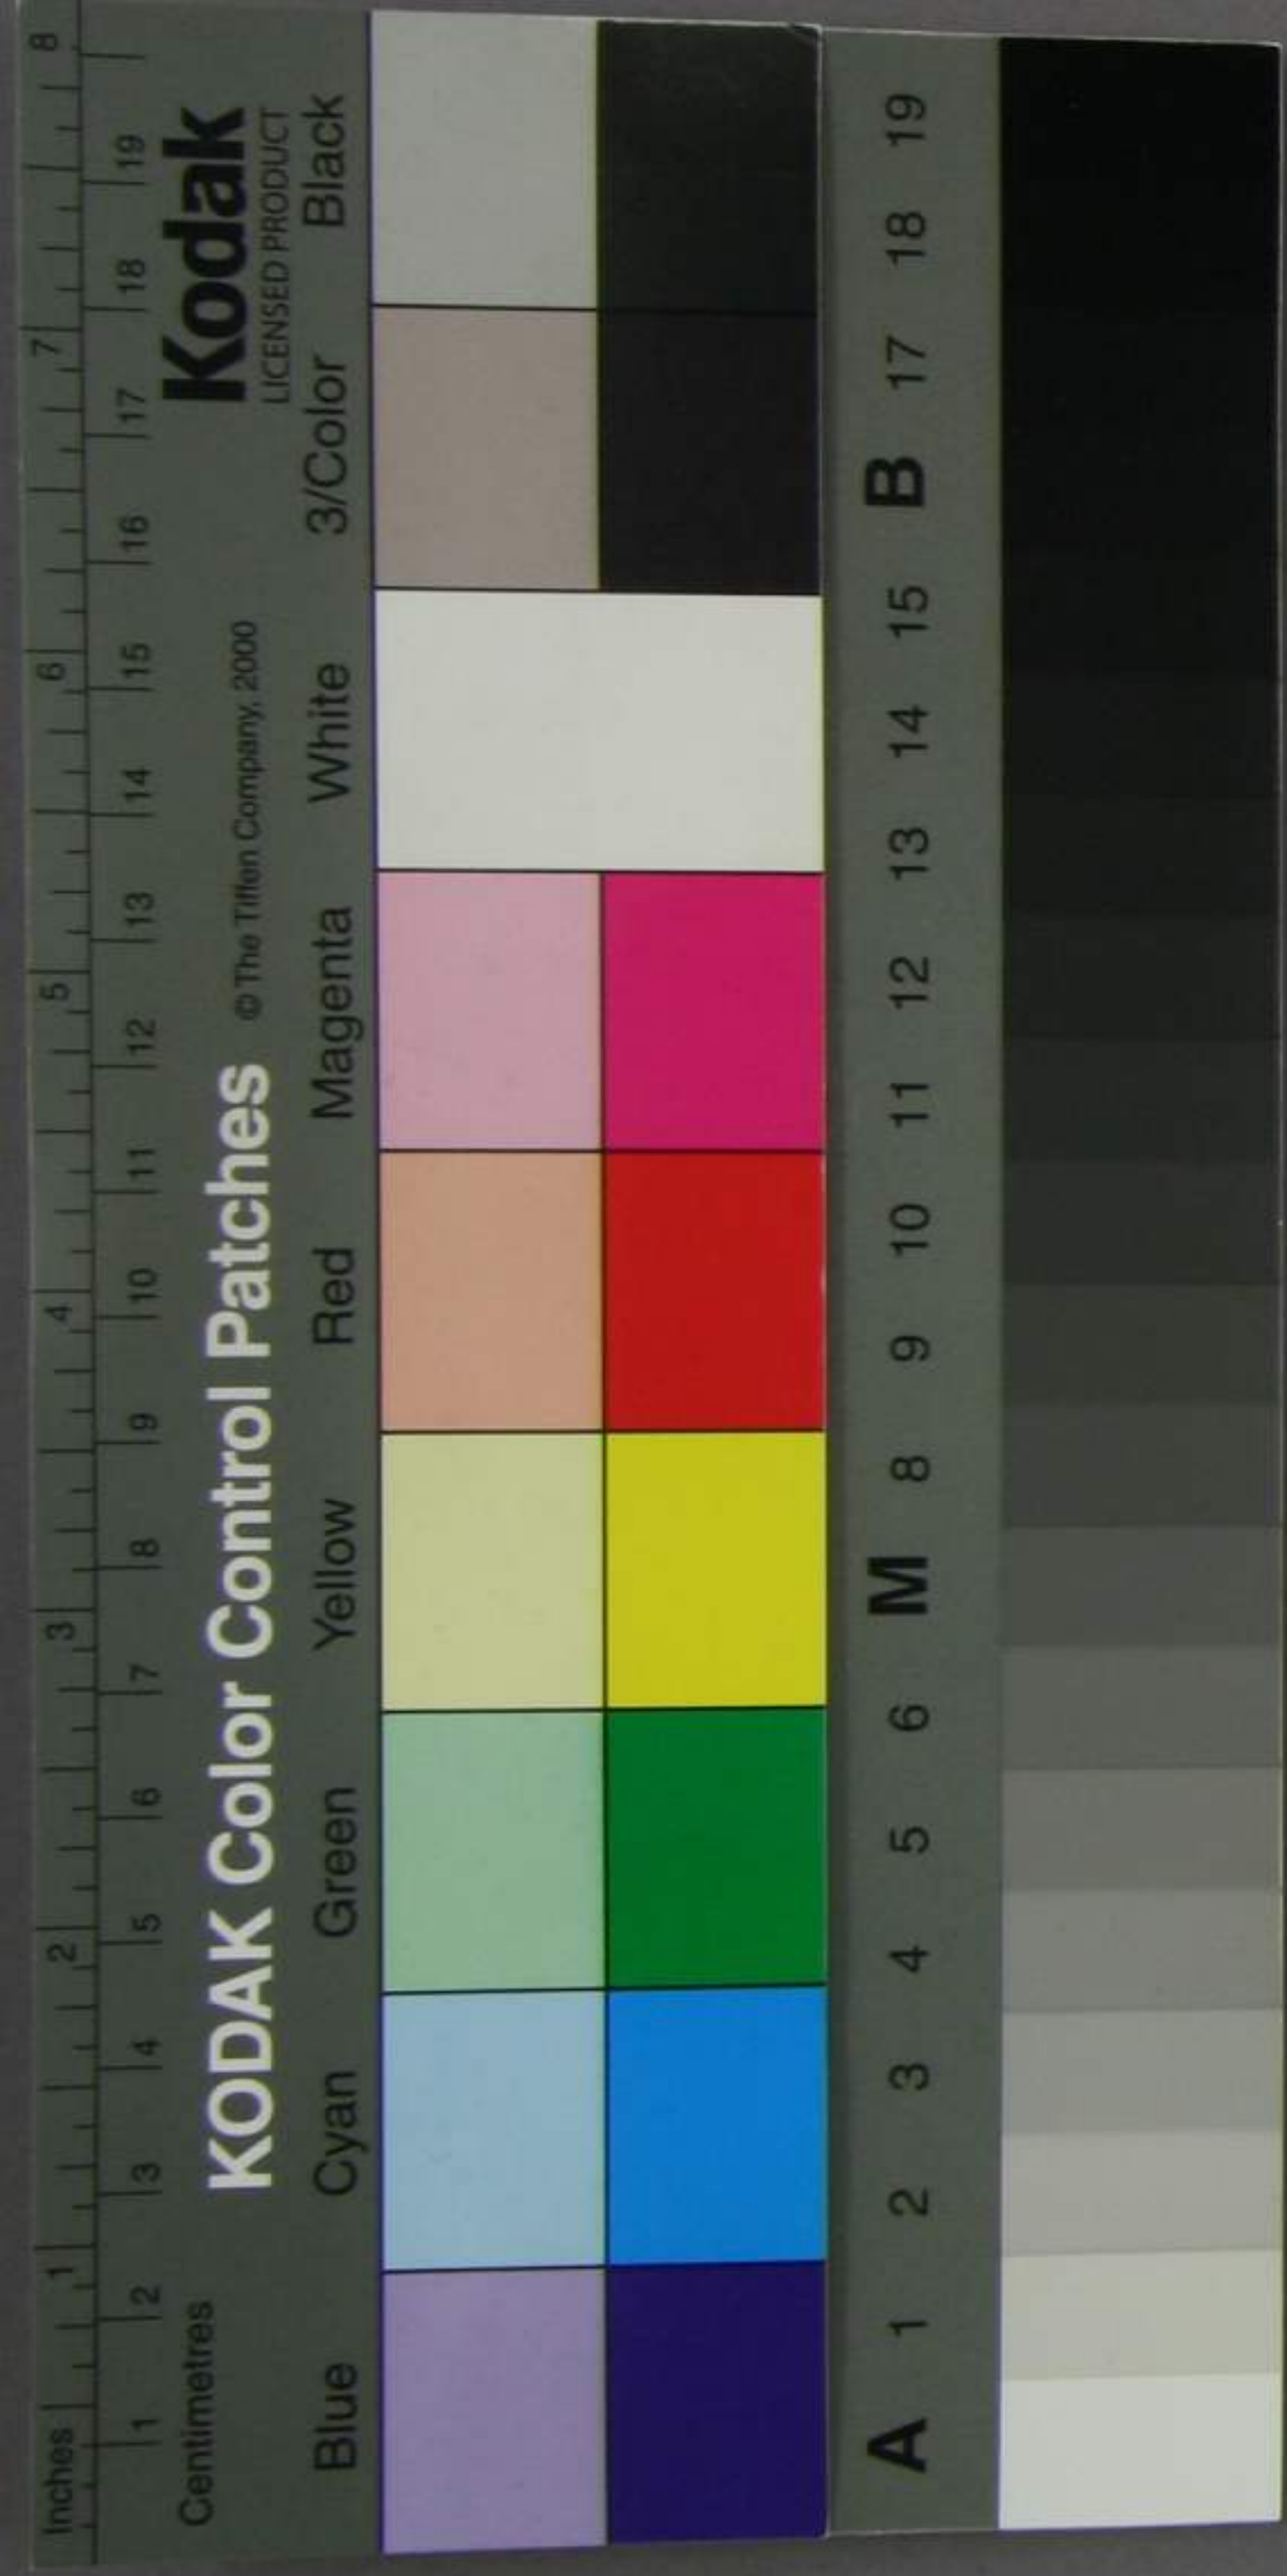 Inches 1 2 3 4 5 6 7 8
1 2 3 4 5 6 7 8 9 10 11 12 13 14 15 16 17 18 19
Centimetres
KODAK Color Control Patches © The Tiffen Company, 2000
Kodak
LICENSED PRODUCT
Blue Cyan Green Yellow Red Magenta White 3/Color Black
A 1 2 3 4 5 6 M 8 9 10 11 12 13 14 15 B 17 18 19